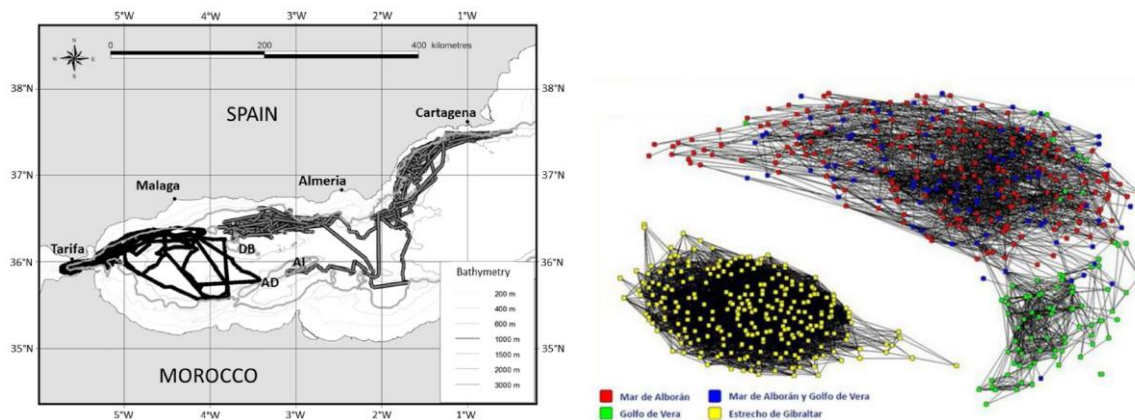 5°W 4°W 3°W 2°W 1°W
N
W E
S
0 200 400 kilometres
38°N 38°N
SPAIN
Cartagena
37°N 37°N
Malaga
Almeria
DB
Tarifa
36°N 36°N
AI
AD
Bathymetry
200 m
400 m
800 m
1000 m
1500 m
2000 m
3000 m
35°N 35°N
MOROCCO
5°W 4°W 3°W 2°W 1°W
Mar de Alborán
Mar de Alborán y Golfo de Vera
Golfo de Vera
Estrecho de Gibraltar